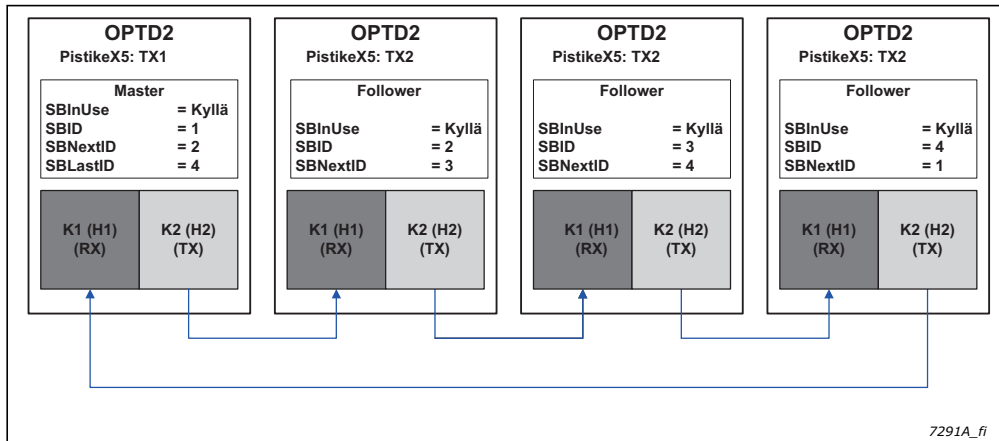 OPTD2
PistikeX5: TX1
Master
SBInUse = Kyllä
SBID = 1
SBNextID = 2
SBLastID = 4
K1 (H1)
(RX)
K2 (H2)
(TX)
OPTD2
PistikeX5: TX2
Follower
SBInUse = Kyllä
SBID = 2
SBNextID = 3
K1 (H1)
(RX)
K2 (H2)
(TX)
OPTD2
PistikeX5: TX2
Follower
SBInUse = Kyllä
SBID = 3
SBNextID = 4
K1 (H1)
(RX)
K2 (H2)
(TX)
OPTD2
PistikeX5: TX2
Follower
SBInUse = Kyllä
SBID = 4
SBNextID = 1
K1 (H1)
(RX)
K2 (H2)
(TX)
7291A_fi